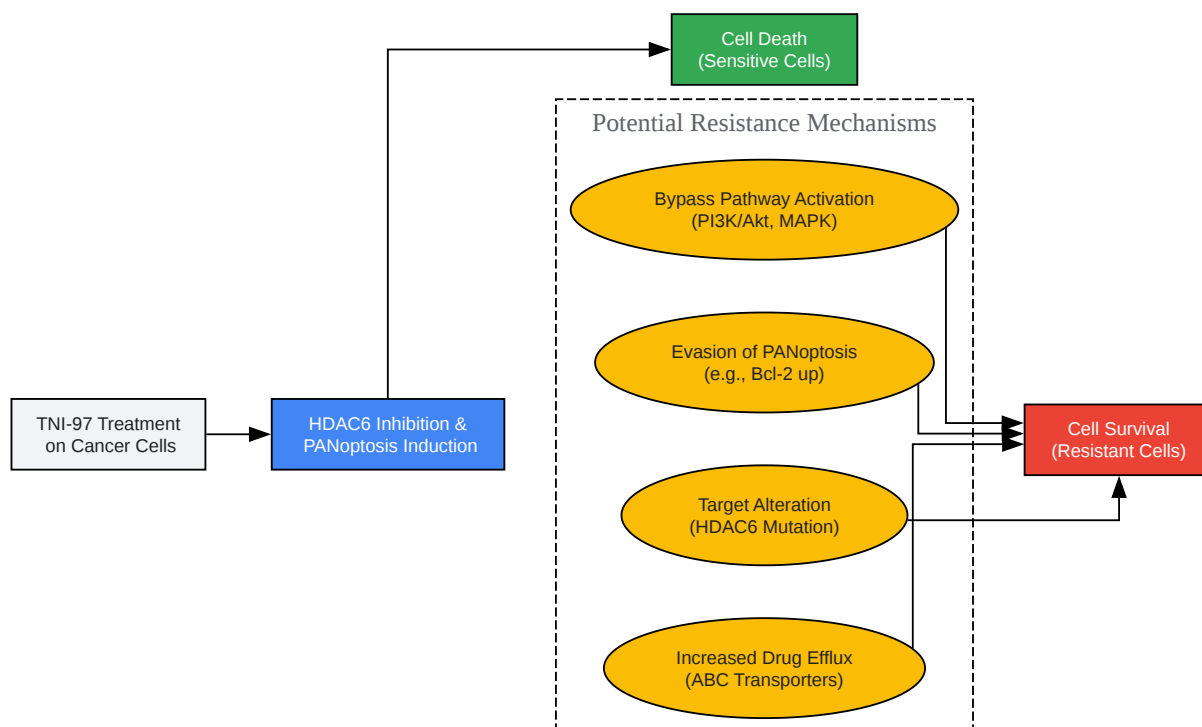 Cell Death
(Sensitive Cells)
Potential Resistance Mechanisms
Bypass Pathway Activation
(PI3K/Akt, MAPK)
Evasion of PANoptosis
(e.g., Bcl-2 up)
TNI-97 Treatment
on Cancer Cells
HDAC6 Inhibition &
PANoptosis Induction
Cell Survival
(Resistant Cells)
Target Alteration
(HDAC6 Mutation)
Increased Drug Efflux
(ABC Transporters)